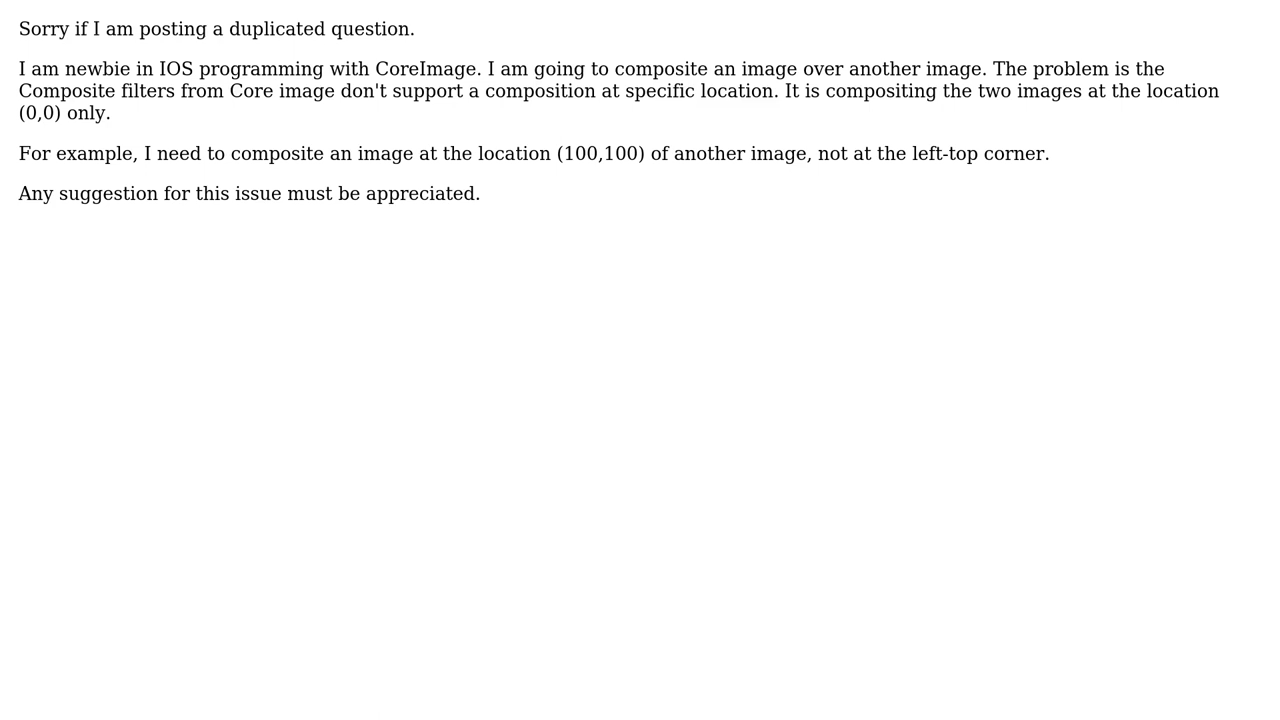 Sorry if I am posting a duplicated question.
I am newbie in IOS programming with CoreImage. I am going to composite an image over another image. The problem is the
Composite filters from Core image don't support a composition at specific location. It is compositing the two images at the location
(0,0) only.
For example, I need to composite an image at the location (100,100) of another image, not at the left-top corner.
Any suggestion for this issue must be appreciated.